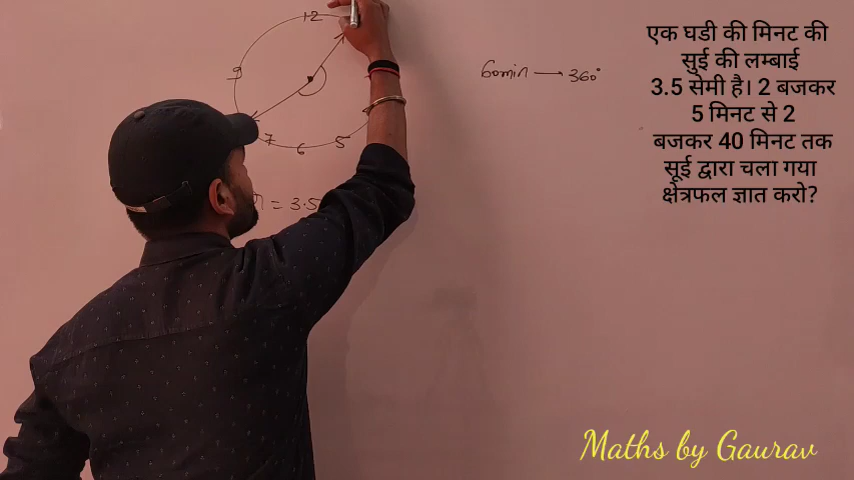 12
9
7
6
5
= 3.5
60min → 360°
एक घडी की मिनट की
सुई की लम्बाई
3.5 सेमी है। 2 बजकर
5 मिनट से 2
बजकर 40 मिनट तक
सूई द्वारा चला गया
क्षेत्रफल ज्ञात करो?
Maths by Gaurav